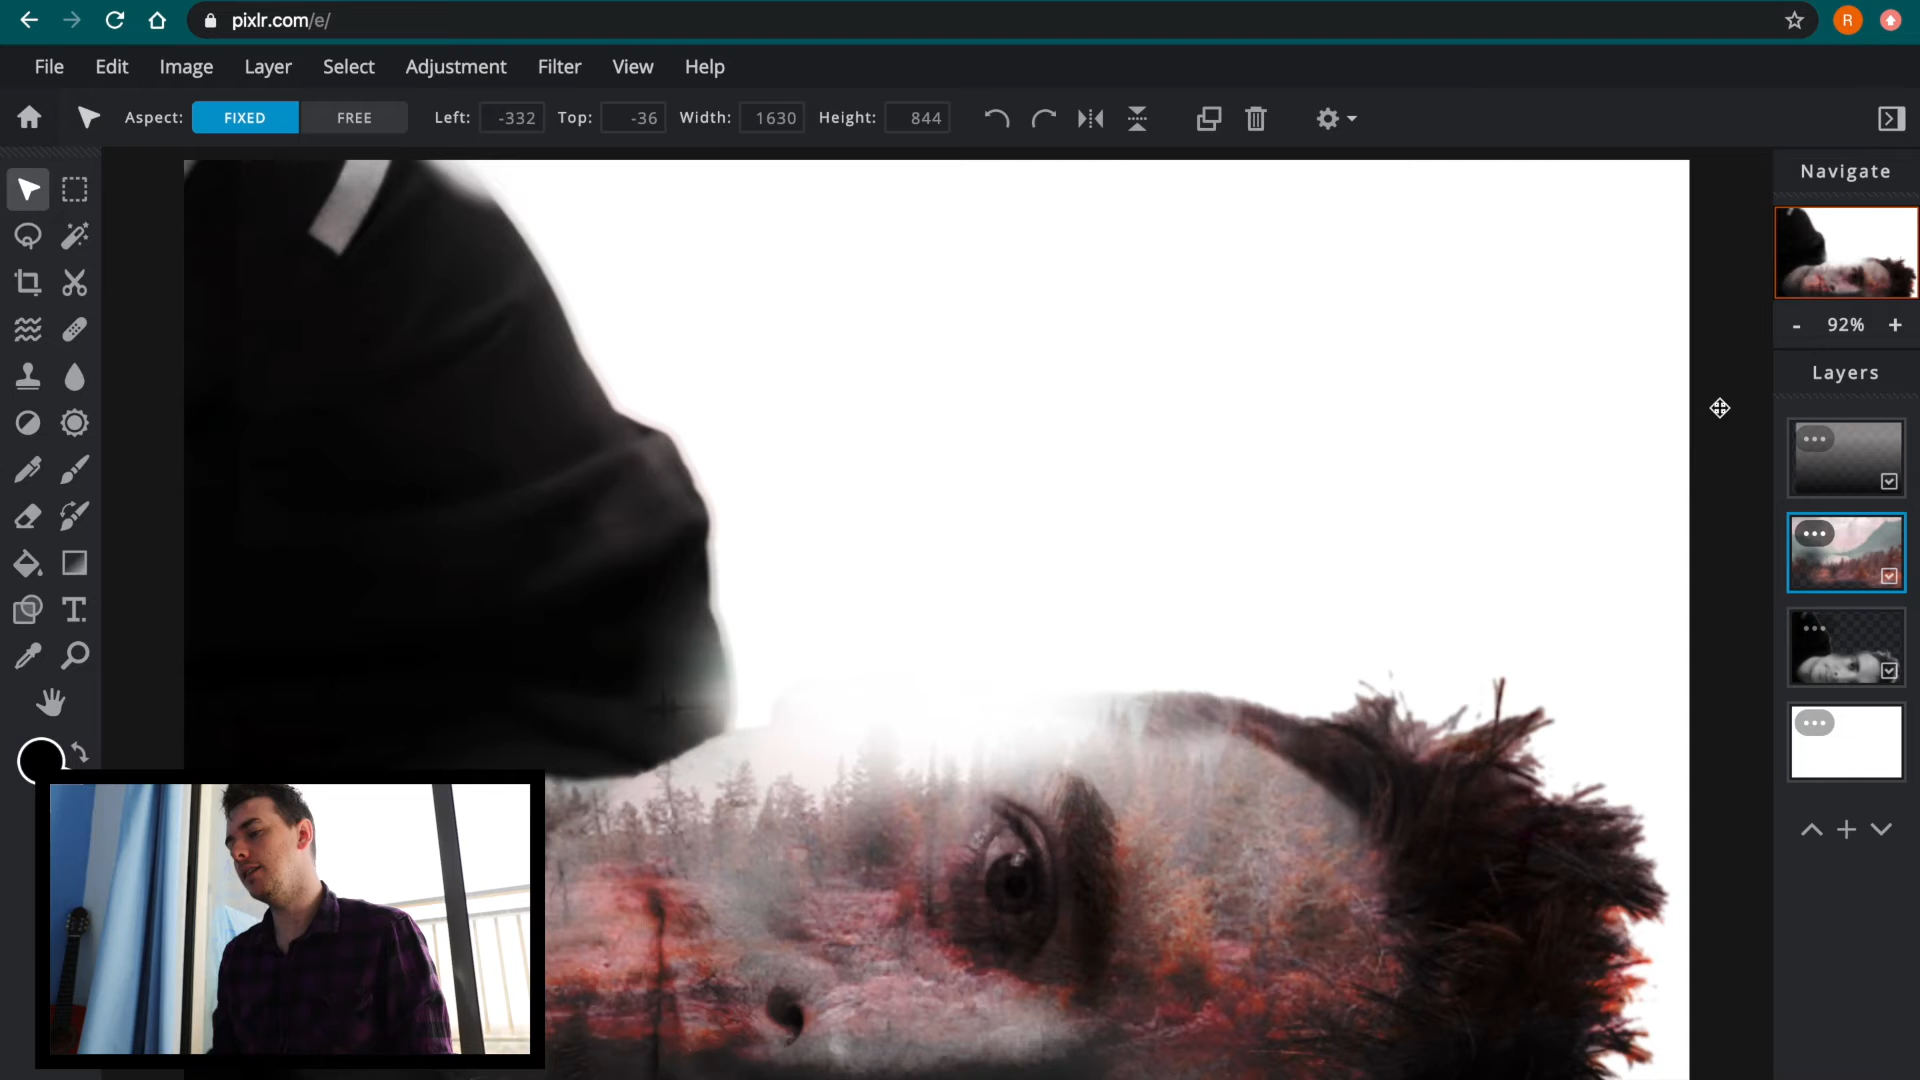 pixlr.com/e/
R
File Edit Image Layer Select Adjustment Filter View Help
Aspect: FIXED FREE Left: -332 Top: -36 Width: 1630 Height: 844
Navigate
- 92% +
Layers